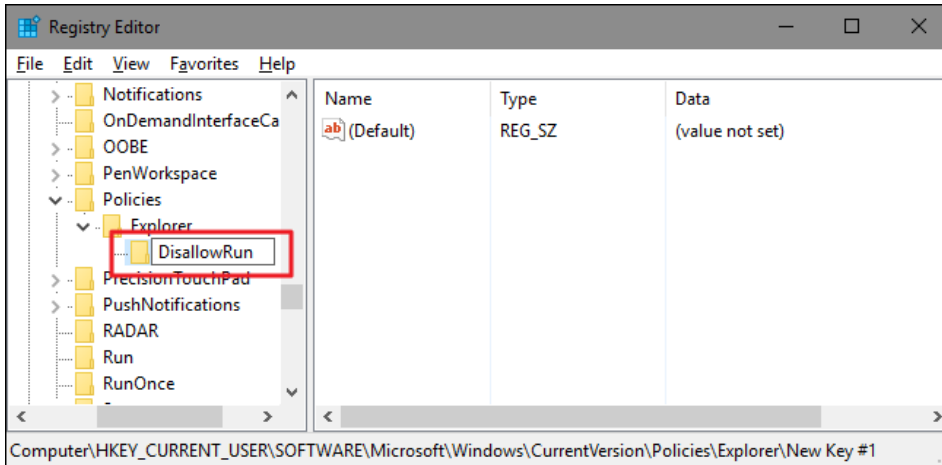 Registry Editor
File Edit View Favorites Help
Notifications
OnDemandInterfaceCa
OOBE
PenWorkspace
Policies
Explorer
DisallowRun
PrecisionTouchPad
PushNotifications
RADAR
Run
RunOnce
Name Type Data
ab (Default) REG_SZ (value not set)
Computer\HKEY_CURRENT_USER\SOFTWARE\Microsoft\Windows\CurrentVersion\Policies\Explorer\New Key #1